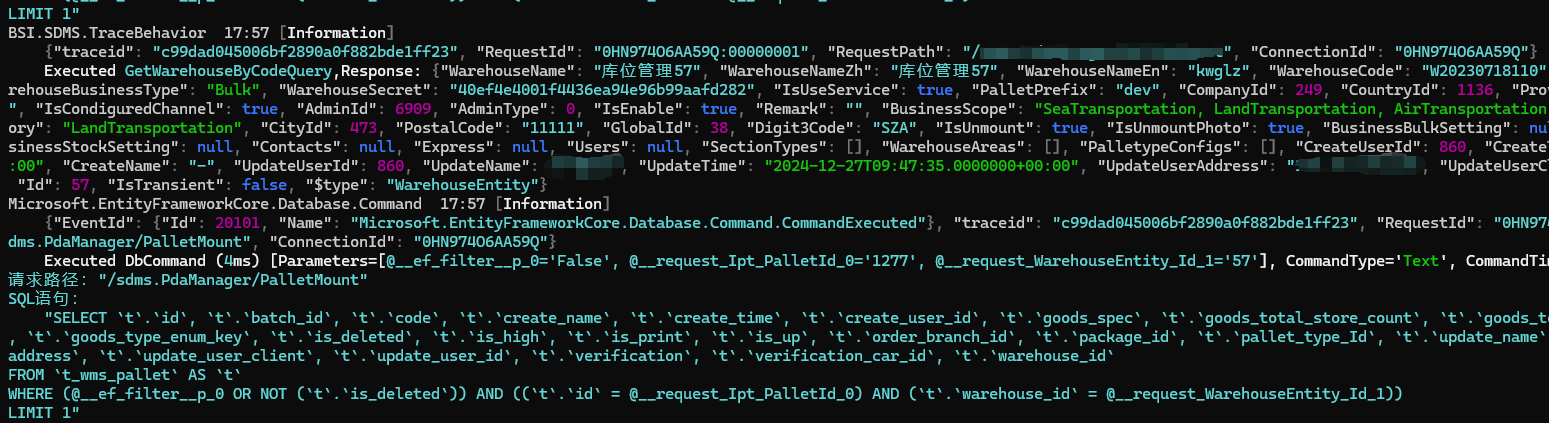 LIMIT 1"
BSI.SDMS.TraceBehavior  17:57 [Information]
    {"traceid": "c99dad045006bf2890a0f882bde1ff23", "RequestId": "0HN974O6AA59Q:00000001", "RequestPath": "/", "ConnectionId": "0HN974O6AA59Q"}
    Executed GetWarehouseByCodeQuery,Response: {"WarehouseName": "库位管理57", "WarehouseNameZh": "库位管理57", "WarehouseNameEn": "kwglz", "WarehouseCode": "W20230718110"
rehouseBusinessType": "Bulk", "WarehouseSecret": "40ef4e4001f4436ea94e96b99aafd282", "IsUseService": true, "PalletPrefix": "dev", "CompanyId": 249, "CountryId": 1136, "Prov
", "IsCondiguredChannel": true, "AdminId": 6909, "AdminType": 0, "IsEnable": true, "Remark": "", "BusinessScope": "SeaTransportation, LandTransportation, AirTransportation
ory": "LandTransportation", "CityId": 473, "PostalCode": "11111", "GlobalId": 38, "Digit3Code": "SZA", "IsUnmount": true, "IsUnmountPhoto": true, "BusinessBulkSetting": nul
sinessStockSetting": null, "Contacts": null, "Express": null, "Users": null, "SectionTypes": [], "WarehouseAreas": [], "PalletypeConfigs": [], "CreateUserId": 860, "CreateT
:00", "CreateName": "-", "UpdateUserId": 860, "UpdateName": , "UpdateTime": "2024-12-27T09:47:35.0000000+00:00", "UpdateUserAddress": ", "UpdateUserCl
 "Id": 57, "IsTransient": false, "$type": "WarehouseEntity"}
Microsoft.EntityFrameworkCore.Database.Command  17:57 [Information]
    {"EventId": {"Id": 20101, "Name": "Microsoft.EntityFrameworkCore.Database.Command.CommandExecuted"}, "traceid": "c99dad045006bf2890a0f882bde1ff23", "RequestId": "0HN97
dms.PdaManager/PalletMount", "ConnectionId": "0HN974O6AA59Q"}
    Executed DbCommand (4ms) [Parameters=[@__ef_filter__p_0='False', @__request_Ipt_PalletId_0='1277', @__request_WarehouseEntity_Id_1='57'], CommandType='Text', CommandTim
请求路径："/sdms.PdaManager/PalletMount"
SQL语句：
    "SELECT `t`.`id`, `t`.`batch_id`, `t`.`code`, `t`.`create_name`, `t`.`create_time`, `t`.`create_user_id`, `t`.`goods_spec`, `t`.`goods_total_store_count`, `t`.`goods_to
, `t`.`goods_type_enum_key`, `t`.`is_deleted`, `t`.`is_high`, `t`.`is_print`, `t`.`is_up`, `t`.`order_branch_id`, `t`.`package_id`, `t`.`pallet_type_Id`, `t`.`update_name`
address`, `t`.`update_user_client`, `t`.`update_user_id`, `t`.`verification`, `t`.`verification_car_id`, `t`.`warehouse_id`
FROM `t_wms_pallet` AS `t`
WHERE (@__ef_filter__p_0 OR NOT (`t`.`is_deleted`)) AND ((`t`.`id` = @__request_Ipt_PalletId_0) AND (`t`.`warehouse_id` = @__request_WarehouseEntity_Id_1))
LIMIT 1"